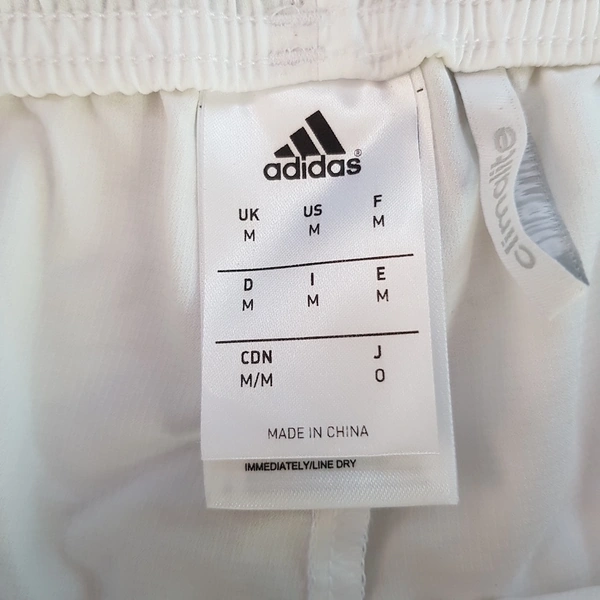 adidas®
UK US F
M M M
D I E
M M M
CDN J
M/M O
MADE IN CHINA
IMMEDIATELY/LINE DRY
climalite